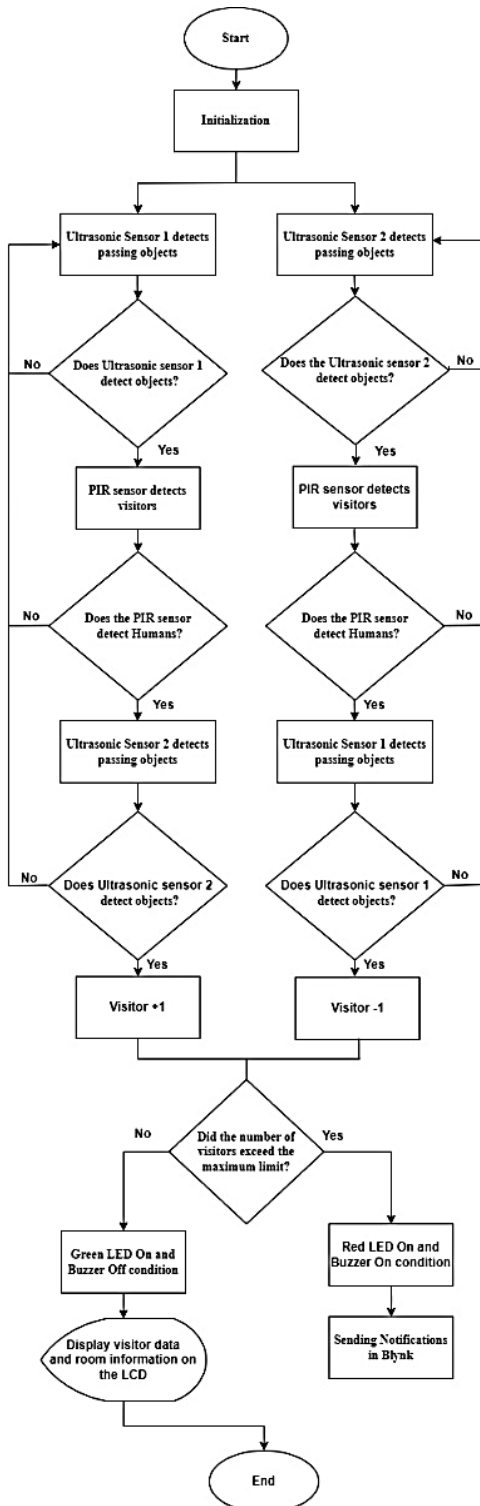 Start
Initialization
Ultrasonic Sensor 1 detects
passing objects
Ultrasonic Sensor 2 detects
passing objects
No
Does Ultrasonic sensor 1
detect objects?
Does the Ultrasonic sensor 2
detect objects?
No
Yes
Yes
PIR sensor detects
visitors
PIR sensor detects
visitors
No
Does the PIR sensor
detect Humans?
Does the PIR sensor
detect Humans?
No
Yes
Yes
Ultrasonic Sensor 2 detects
passing objects
Ultrasonic Sensor 1 detects
passing objects
No
Does Ultrasonic sensor 2
detect objects?
Does Ultrasonic sensor 1
detect objects?
No
Yes
Yes
Visitor +1
Visitor -1
No
Did the number of
visitors exceed the
maximum limit?
Yes
Green LED On and
Buzzer Off condition
Red LED On and
Buzzer On condition
Display visitor data
and room information on
the LCD
Sending Notifications
in Blynk
End